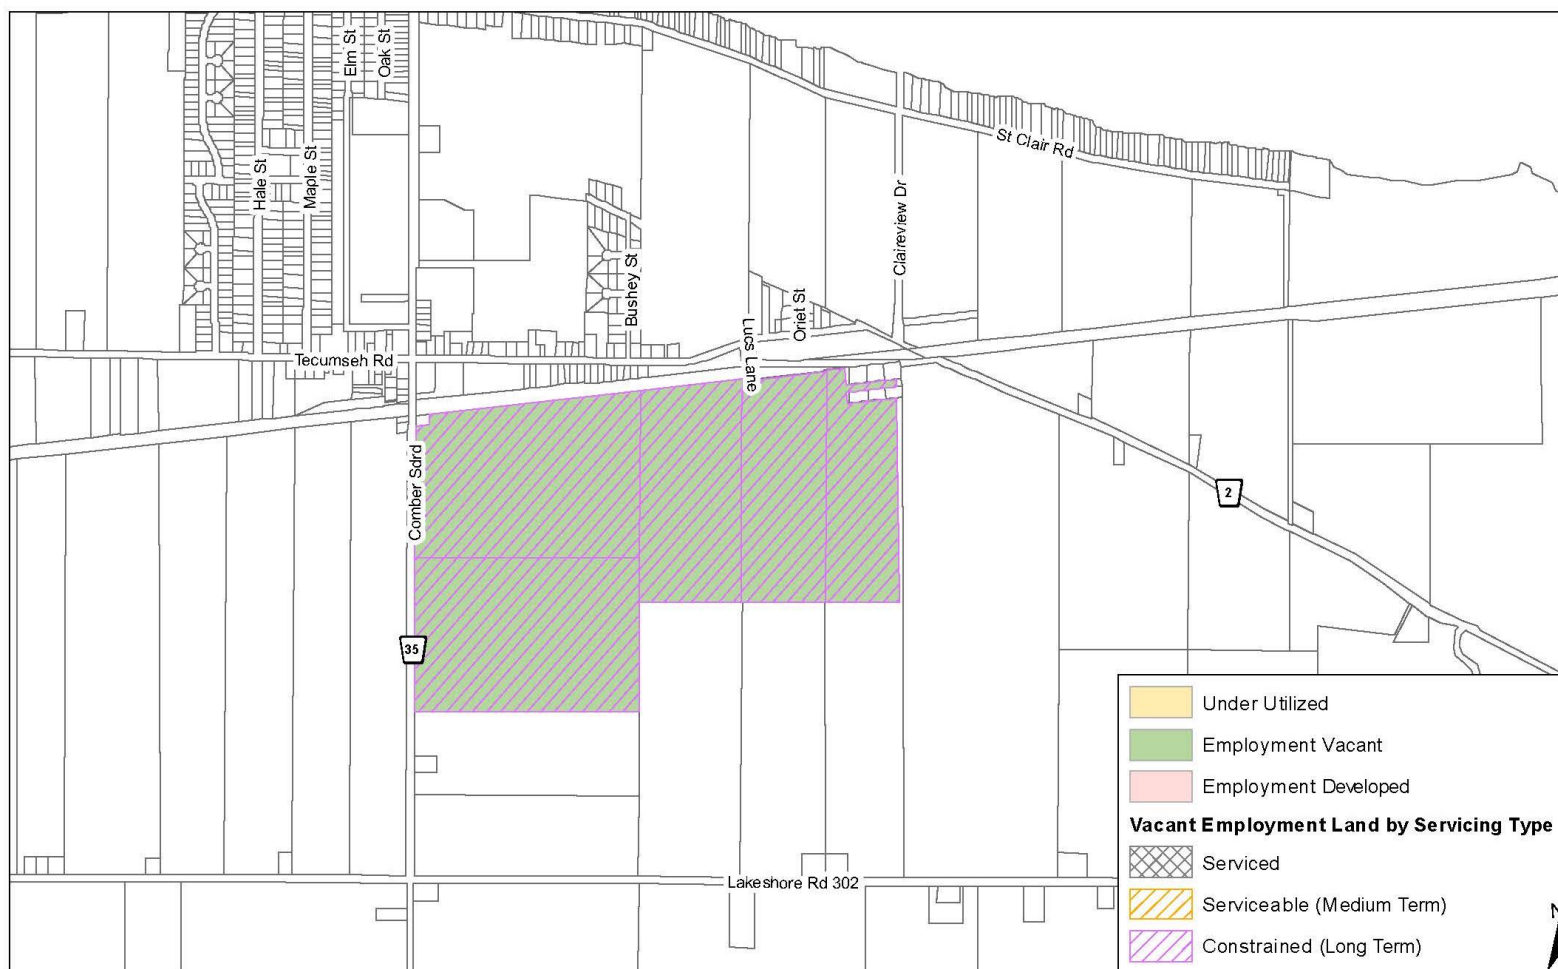 Elm St
Oak St
St Clair Rd
Hale St
Maple St
Claireview Dr
Bushey St
Oriet St
Lucs Lane
Tecumseh Rd
Comber Sdrd
2
35
Under Utilized
Employment Vacant
Employment Developed
Vacant Employment Land by Servicing Type
Serviced
Lakeshore Rd 302
Serviceable (Medium Term)
Constrained (Long Term)
N